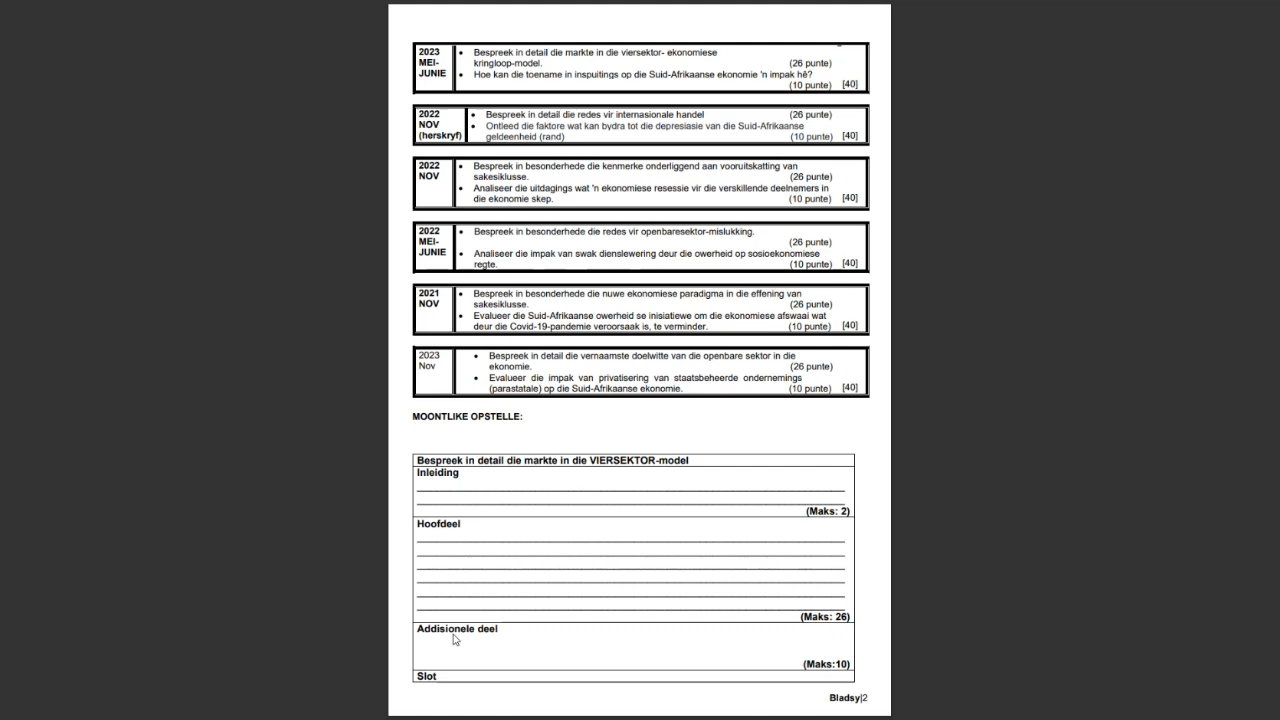 2023 MEI-JUNIE
• Bespreek in detail die markte in die viersektor- ekonomiese
kringloop-model. (26 punte)
• Hoe kan die toename in inspuitings op die Suid-Afrikaanse ekonomie 'n impak hê?
(10 punte) [40]
2022 NOV (herskryf)
• Bespreek in detail die redes vir internasionale handel (26 punte)
• Ontleed die faktore wat kan bydra tot die depresiasie van die Suid-Afrikaanse
geldeenheid (rand) (10 punte) [40]
2022 NOV
• Bespreek in besonderhede die kenmerke onderliggend aan vooruitskatting van
sakesiklusse. (26 punte)
• Analiseer die uitdagings wat 'n ekonomiese resessie vir die verskillende deelnemers in
die ekonomie skep. (10 punte) [40]
2022 MEI-JUNIE
• Bespreek in besonderhede die redes vir openbaresektor-mislukking.
(26 punte)
• Analiseer die impak van swak dienslewering deur die owerheid op sosioekonomiese
regte. (10 punte) [40]
2021 NOV
• Bespreek in besonderhede die nuwe ekonomiese paradigma in die effening van
sakesiklusse. (26 punte)
• Evalueer die Suid-Afrikaanse owerheid se inisiatiewe om die ekonomiese afswaai wat
deur die Covid-19-pandemie veroorsaak is, te verminder. (10 punte) [40]
2023 Nov
• Bespreek in detail die vernaamste doelwitte van die openbare sektor in die
ekonomie. (26 punte)
• Evalueer die impak van privatisering van staatsbeheerde ondernemings
(parastatale) op die Suid-Afrikaanse ekonomie. (10 punte) [40]
MOONTLIKE OPSTELLE:
Bespreek in detail die markte in die VIERSEKTOR-model
Inleiding
(Maks: 2)
Hoofdeel
(Maks: 26)
Addisionele deel
(Maks:10)
Slot
Bladsy|2